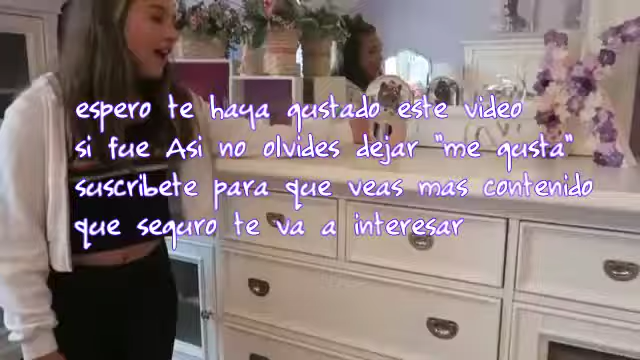 espero te haya gustado este video
si fue Asi no olvides dejar "me gusta"
suscribete para que veas mas contenido
que seguro te va a interesar